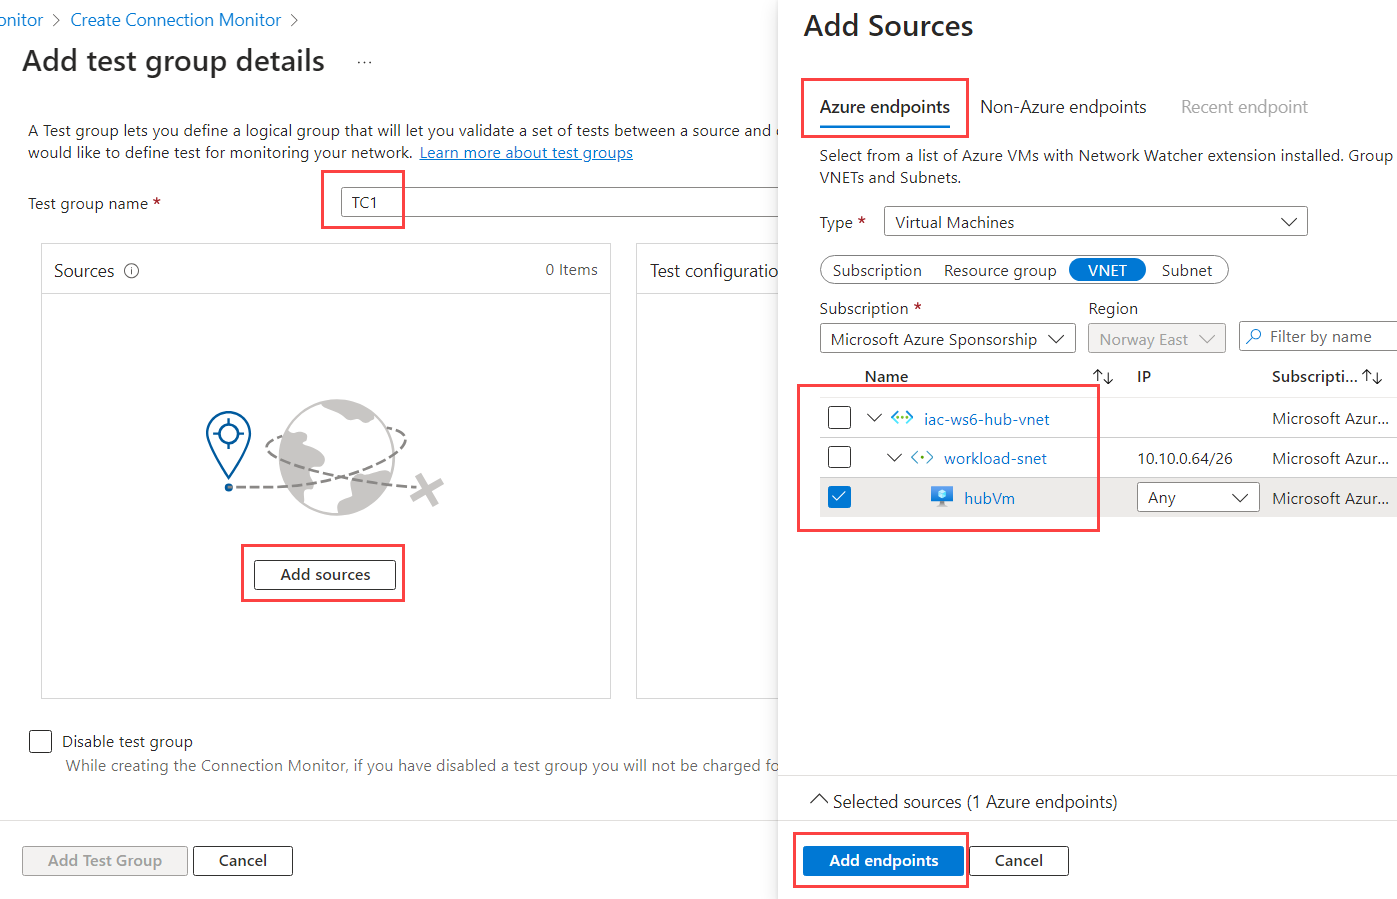 onitor > Create Connection Monitor >
Add test group details ...
A Test group lets you define a logical group that will let you validate a set of tests between a source and
would like to define test for monitoring your network. Learn more about test groups
Test group name *
TC1
Sources
0 Items
Add sources
Test configuratio
Disable test group
While creating the Connection Monitor, if you have disabled a test group you will not be charged fo
Add Test Group
Cancel
Add Sources
Azure endpoints
Non-Azure endpoints
Recent endpoint
Select from a list of Azure VMs with Network Watcher extension installed. Group
VNETs and Subnets.
Type *
Virtual Machines
Subscription
Resource group
VNET
Subnet
Subscription *
Region
Microsoft Azure Sponsorship
Norway East
Filter by name
Name
IP
Subscripti...
iac-ws6-hub-vnet
Microsoft Azur...
workload-snet
10.10.0.64/26
Microsoft Azur...
hubVm
Any
Microsoft Azur...
Selected sources (1 Azure endpoints)
Add endpoints
Cancel